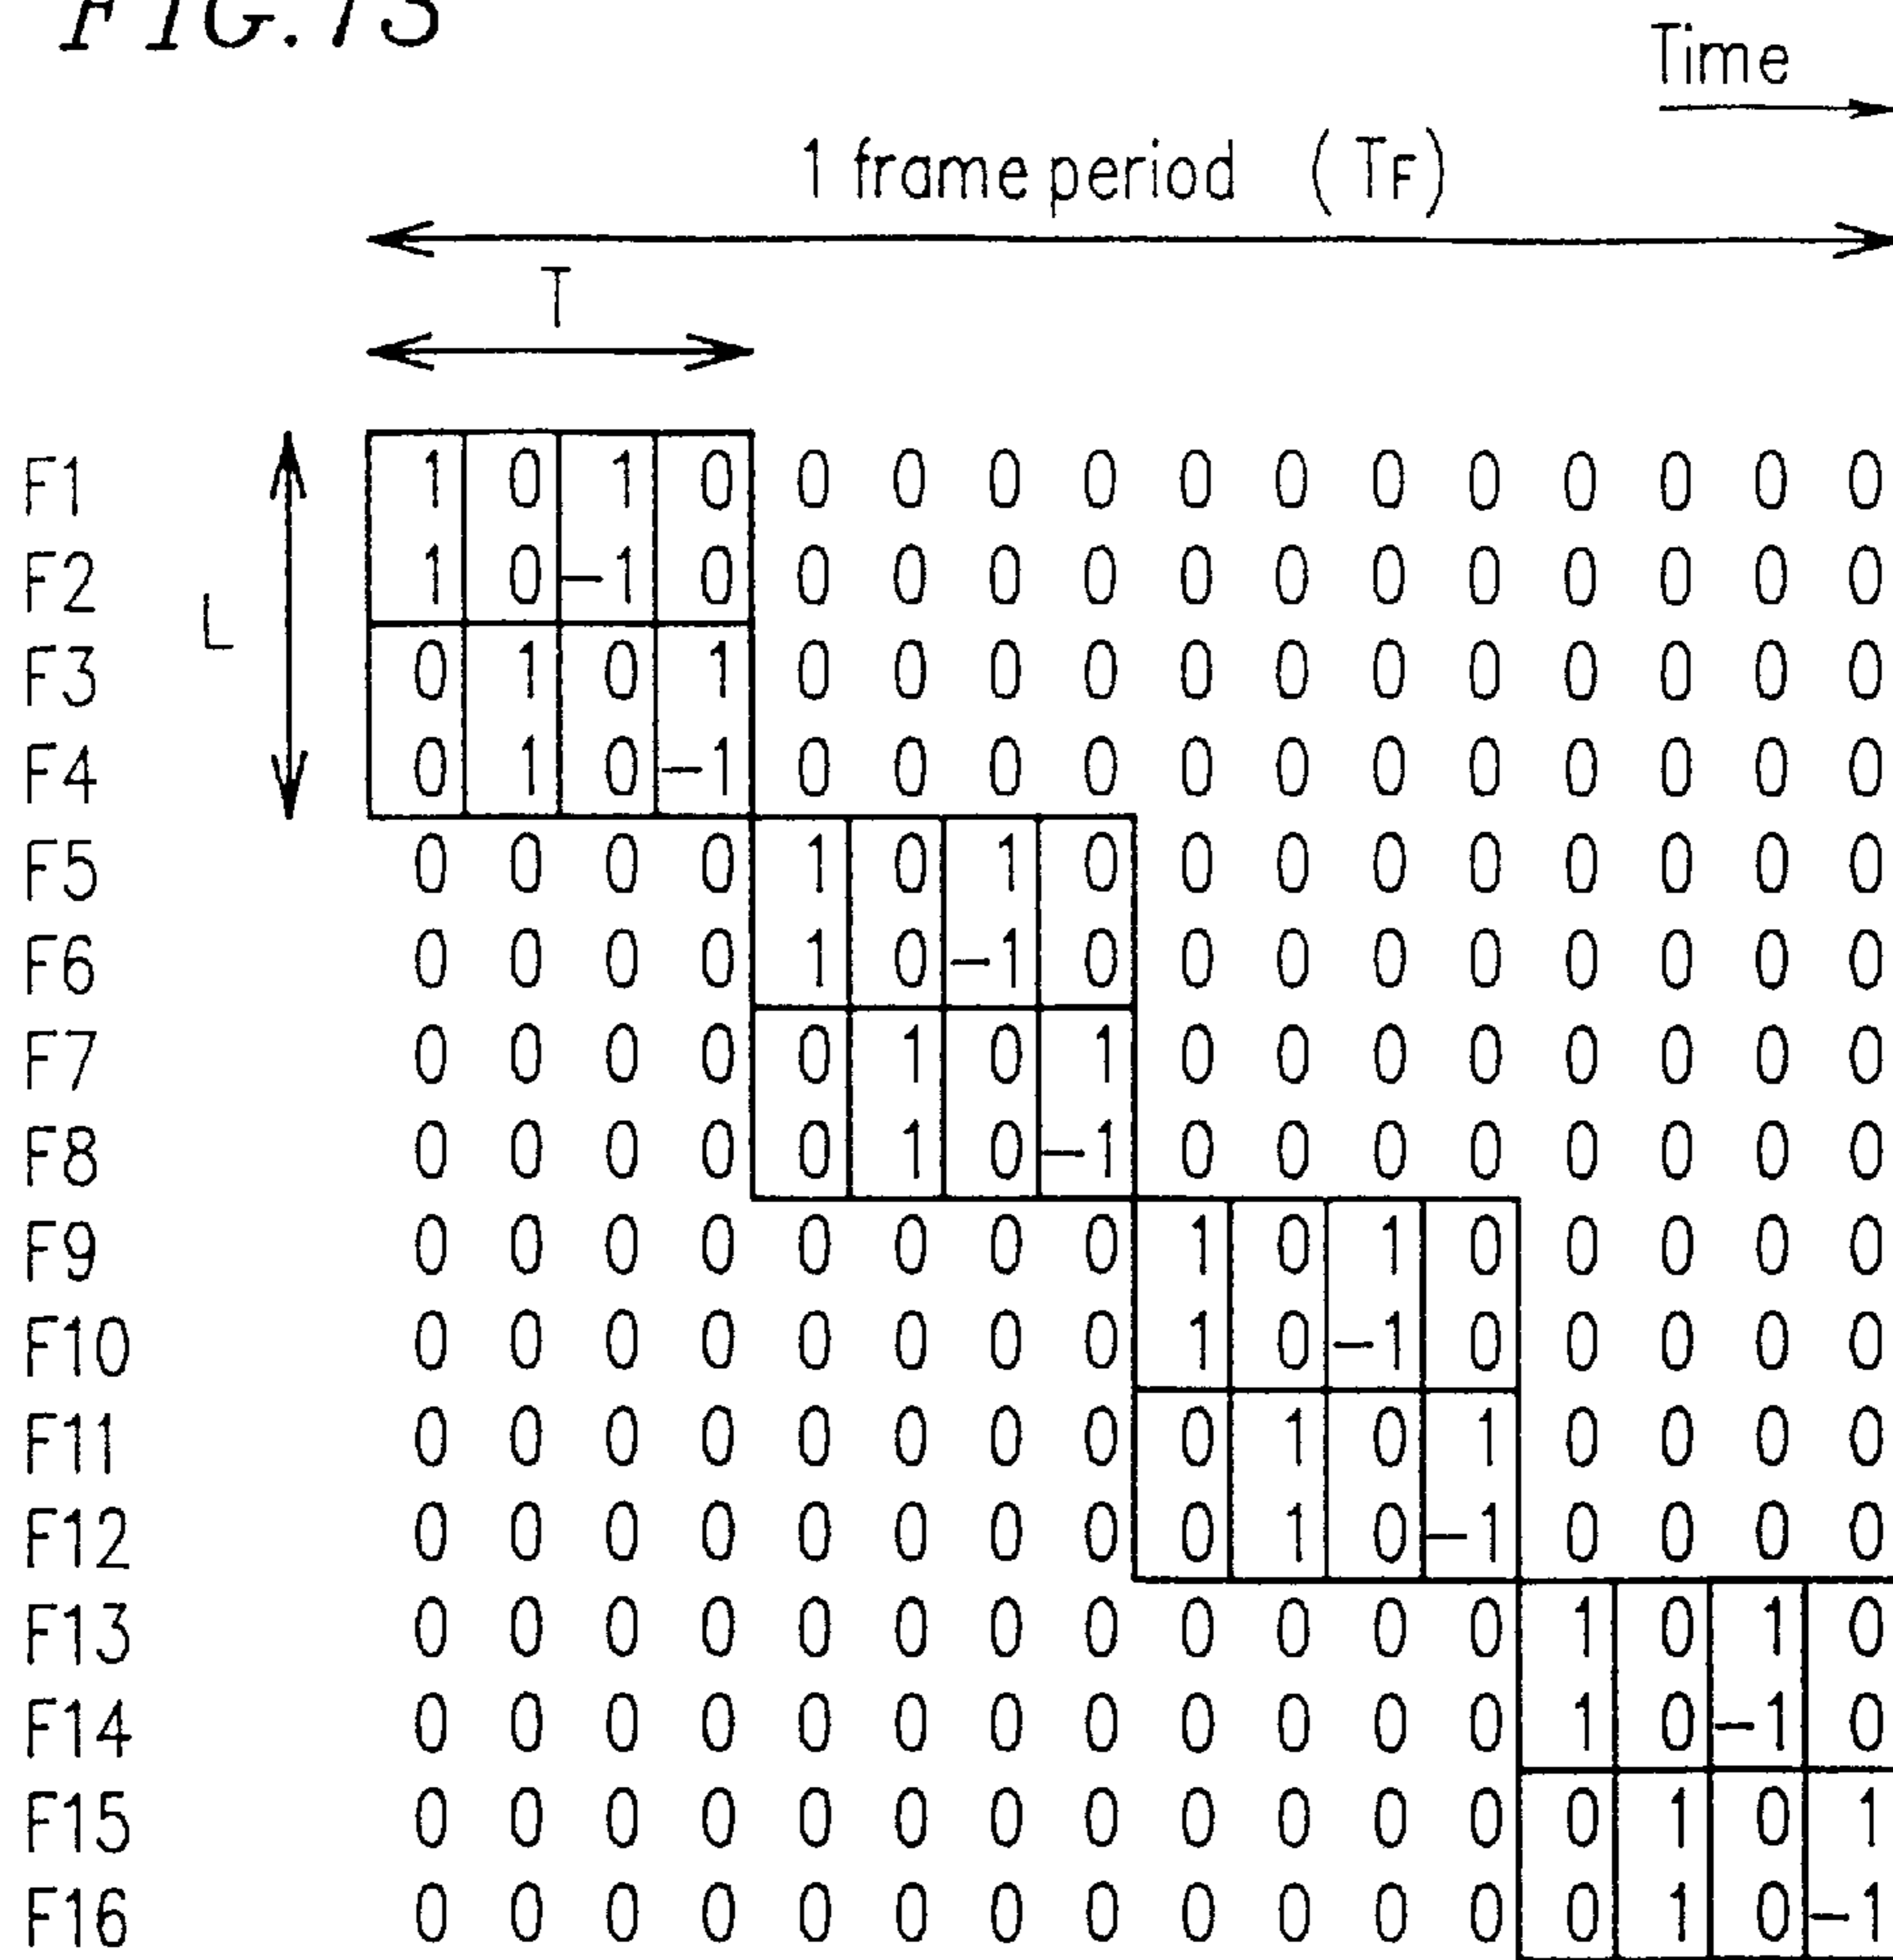 FIG. 13
Time
1 frame period (TF)
T
L
F1 1 0 1 0 0 0 0 0 0 0 0 0 0 0 0 0
F2 1 0 -1 0 0 0 0 0 0 0 0 0 0 0 0 0
F3 0 1 0 1 0 0 0 0 0 0 0 0 0 0 0 0
F4 0 1 0 -1 0 0 0 0 0 0 0 0 0 0 0 0
F5 0 0 0 0 1 0 1 0 0 0 0 0 0 0 0 0
F6 0 0 0 0 1 0 -1 0 0 0 0 0 0 0 0 0
F7 0 0 0 0 0 1 0 1 0 0 0 0 0 0 0 0
F8 0 0 0 0 0 1 0 -1 0 0 0 0 0 0 0 0
F9 0 0 0 0 0 0 0 0 1 0 1 0 0 0 0 0
F10 0 0 0 0 0 0 0 0 1 0 -1 0 0 0 0 0
F11 0 0 0 0 0 0 0 0 0 1 0 1 0 0 0 0
F12 0 0 0 0 0 0 0 0 0 1 0 -1 0 0 0 0
F13 0 0 0 0 0 0 0 0 0 0 0 0 1 0 1 0
F14 0 0 0 0 0 0 0 0 0 0 0 0 1 0 -1 0
F15 0 0 0 0 0 0 0 0 0 0 0 0 0 1 0 1
F16 0 0 0 0 0 0 0 0 0 0 0 0 0 1 0 -1